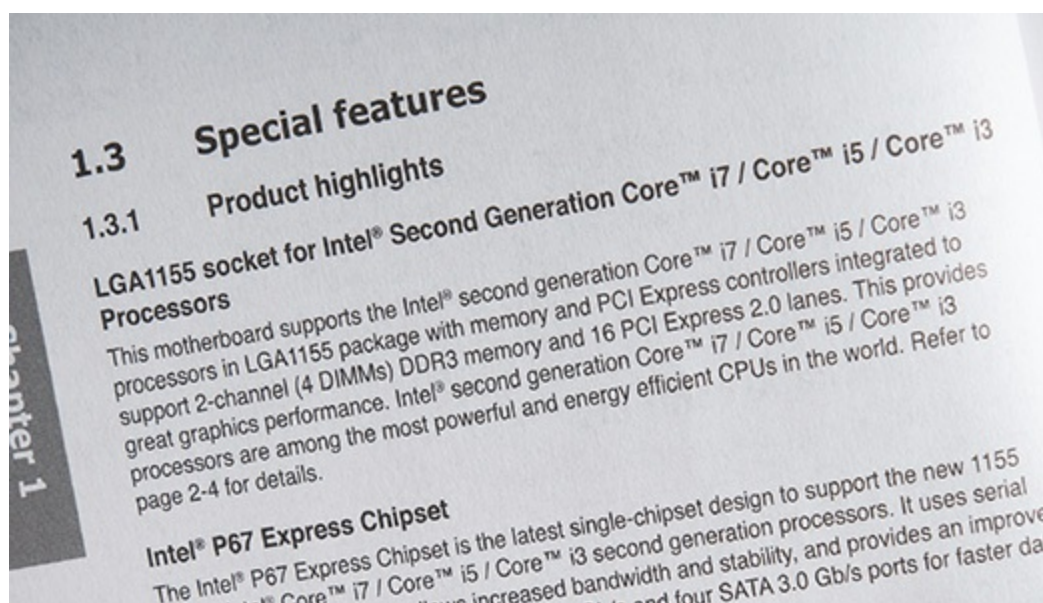 1.3 Special features
1.3.1 Product highlights
LGA1155 socket for Intel® Second Generation Core™ i7 / Core™ i5 / Core™ i3
Processors
This motherboard supports the Intel® second generation Core™ i7 / Core™ i5 / Core™ i3
processors in LGA1155 package with memory and PCI Express controllers integrated to
support 2-channel (4 DIMMs) DDR3 memory and 16 PCI Express 2.0 lanes. This provides
great graphics performance. Intel® second generation Core™ i7 / Core™ i5 / Core™ i3
processors are among the most powerful and energy efficient CPUs in the world. Refer to
page 2-4 for details.
Intel® P67 Express Chipset
The Intel® P67 Express Chipset is the latest single-chipset design to support the new 1155
Core™ i7 / Core™ i5 / Core™ i3 second generation processors. It uses serial
increased bandwidth and stability, and provides an improve
and four SATA 3.0 Gb/s ports for faster da
Chapter 1